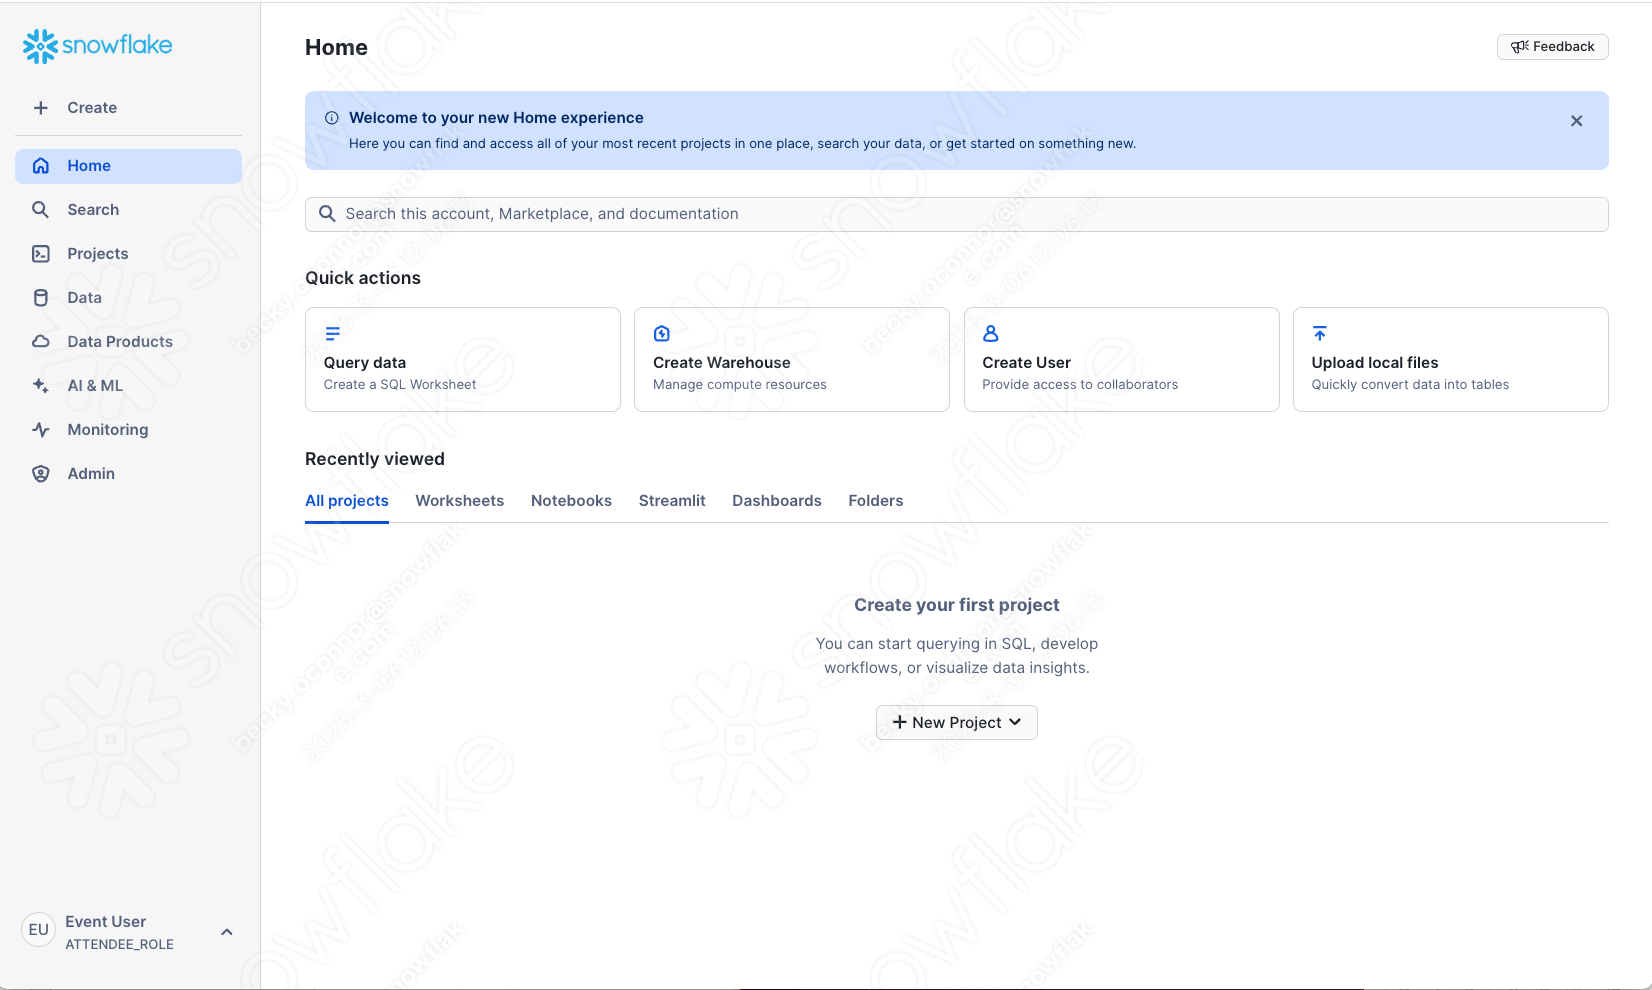 snowflake
Create
Home
Search
Projects
Data
Data Products
AI & ML
Monitoring
Admin
EU
Event User
ATTENDEE_ROLE
Home
Feedback
Welcome to your new Home experience
Here you can find and access all of your most recent projects in one place, search your data, or get started on something new.
Search this account, Marketplace, and documentation
Quick actions
Query data
Create a SQL Worksheet
Create Warehouse
Manage compute resources
Create User
Provide access to collaborators
Upload local files
Quickly convert data into tables
Recently viewed
All projects Worksheets Notebooks Streamlit Dashboards Folders
Create your first project
You can start querying in SQL, develop
workflows, or visualize data insights.
New Project
snowflake
becky.oconnor@snowflak
e.com